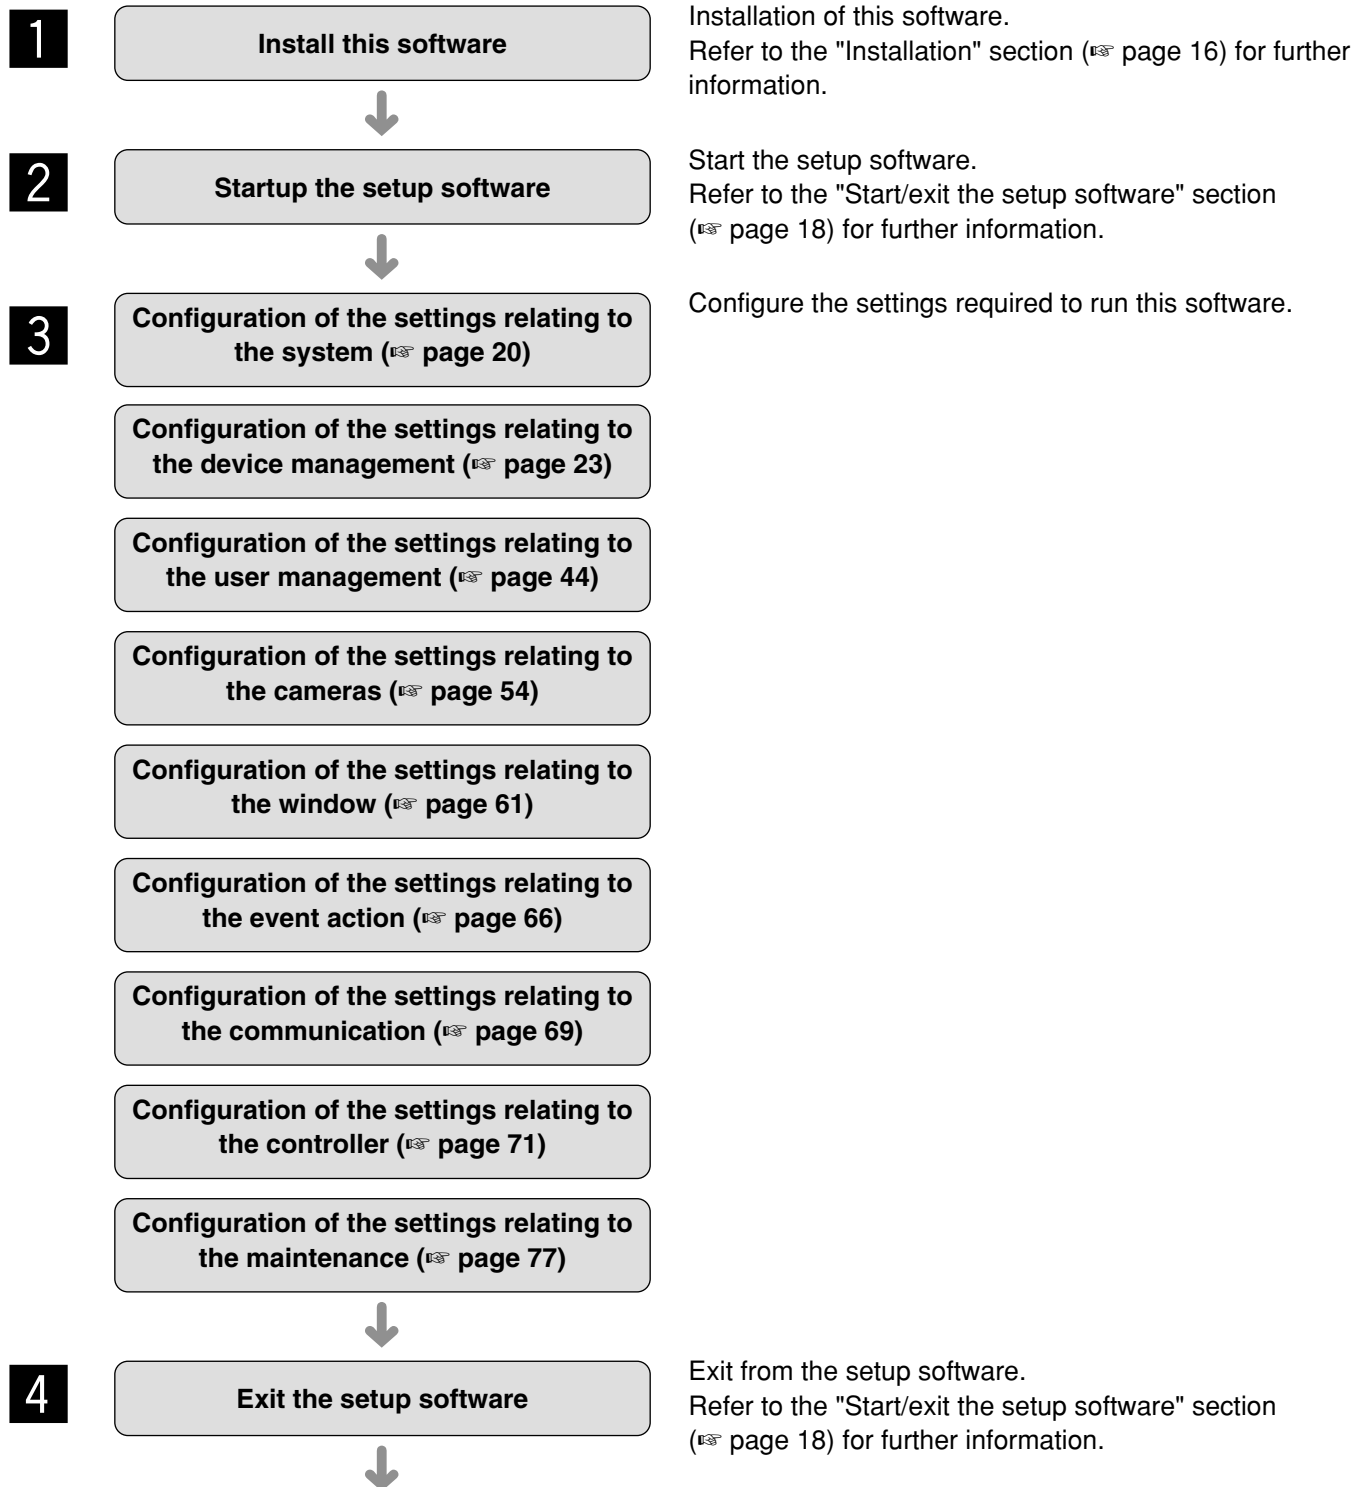 1
Install this software
Installation of this software.
Refer to the "Installation" section (☞ page 16) for further
information.
2
Startup the setup software
Start the setup software.
Refer to the "Start/exit the setup software" section
(☞ page 18) for further information.
3
Configuration of the settings relating to
the system (☞ page 20)
Configure the settings required to run this software.
Configuration of the settings relating to
the device management (☞ page 23)
Configuration of the settings relating to
the user management (☞ page 44)
Configuration of the settings relating to
the cameras (☞ page 54)
Configuration of the settings relating to
the window (☞ page 61)
Configuration of the settings relating to
the event action (☞ page 66)
Configuration of the settings relating to
the communication (☞ page 69)
Configuration of the settings relating to
the controller (☞ page 71)
Configuration of the settings relating to
the maintenance (☞ page 77)
4
Exit the setup software
Exit from the setup software.
Refer to the "Start/exit the setup software" section
(☞ page 18) for further information.